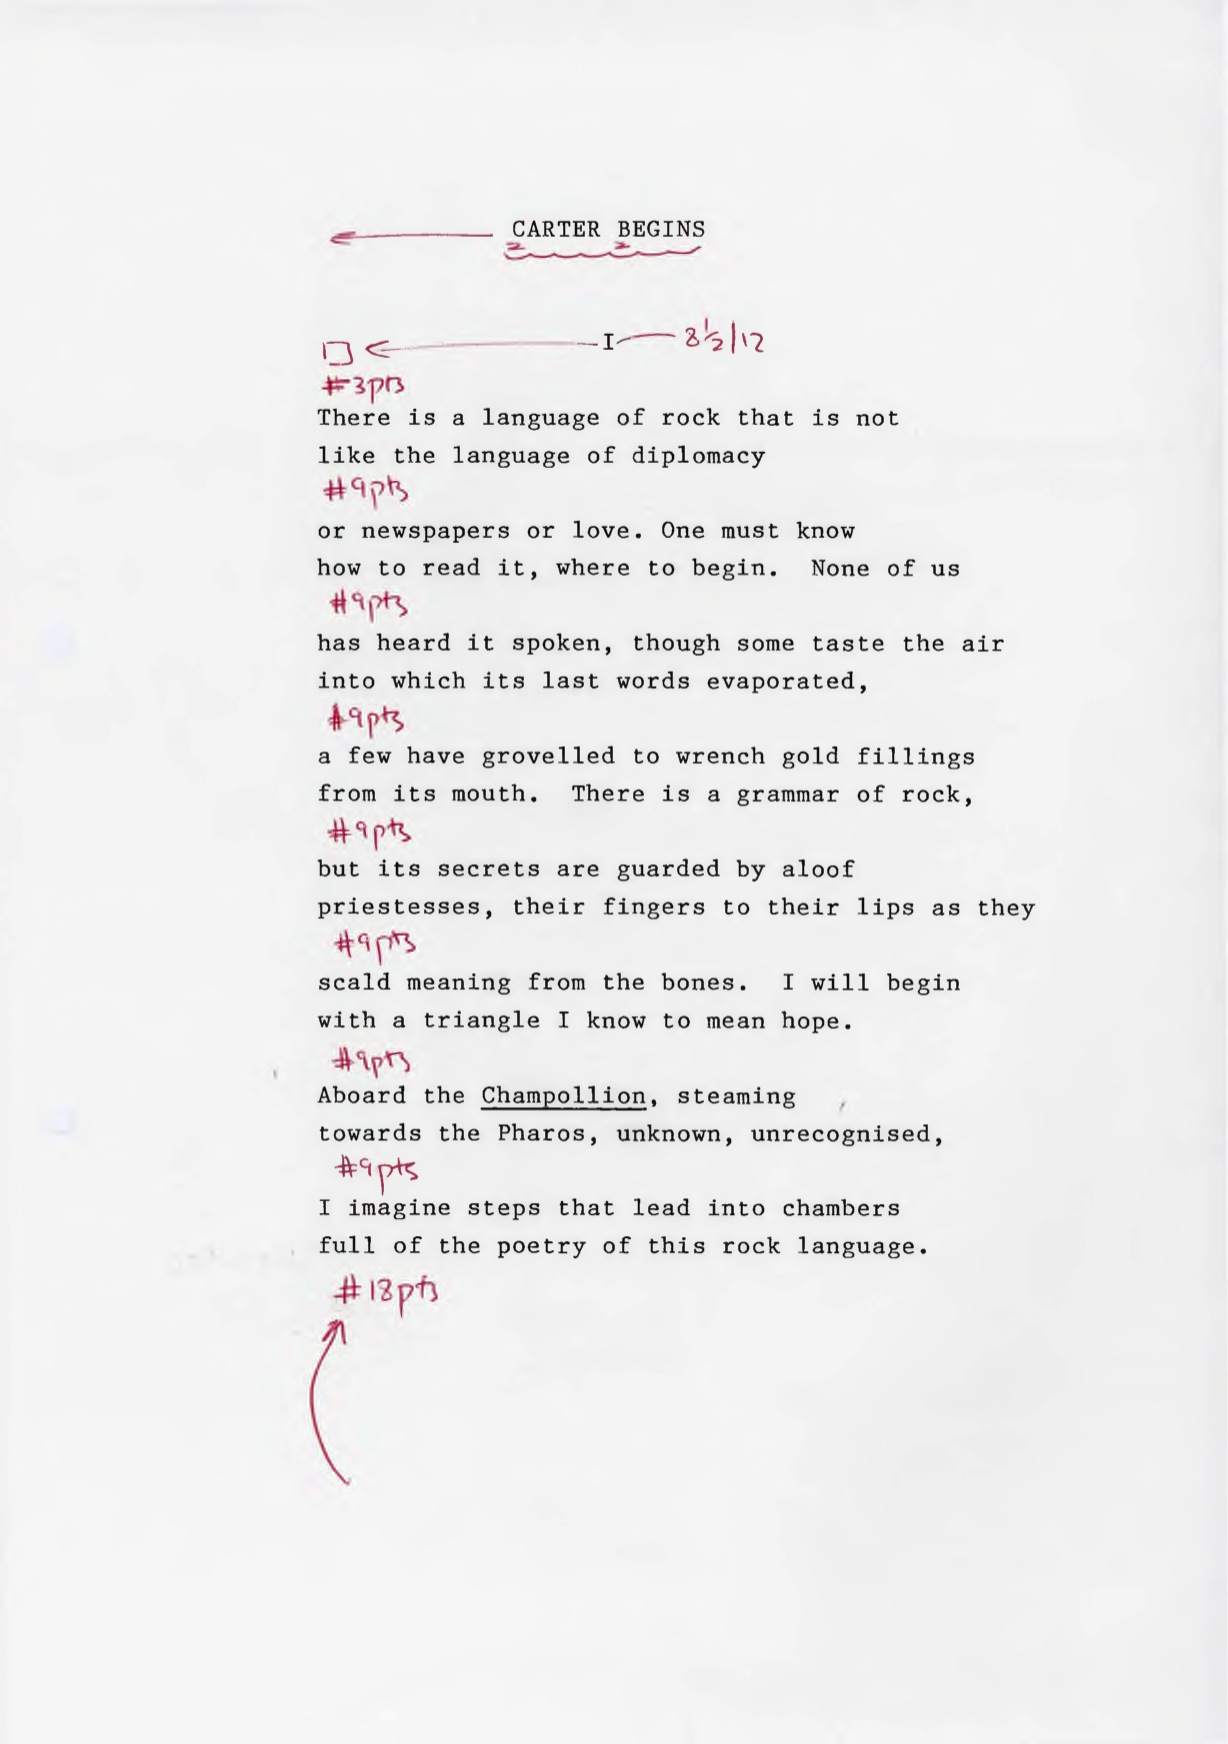 CARTER BEGINS
I 8½/12
#3pts
There is a language of rock that is not
like the language of diplomacy
#9pts
or newspapers or love. One must know
how to read it, where to begin.  None of us
#9pts
has heard it spoken, though some taste the air
into which its last words evaporated,
#9pts
a few have grovelled to wrench gold fillings
from its mouth.  There is a grammar of rock,
#9pts
but its secrets are guarded by aloof
priestesses, their fingers to their lips as they
#9pts
scald meaning from the bones.  I will begin
with a triangle I know to mean hope.
#9pts
Aboard the Champollion, steaming
towards the Pharos, unknown, unrecognised,
#9pts
I imagine steps that lead into chambers
full of the poetry of this rock language.
#18pts